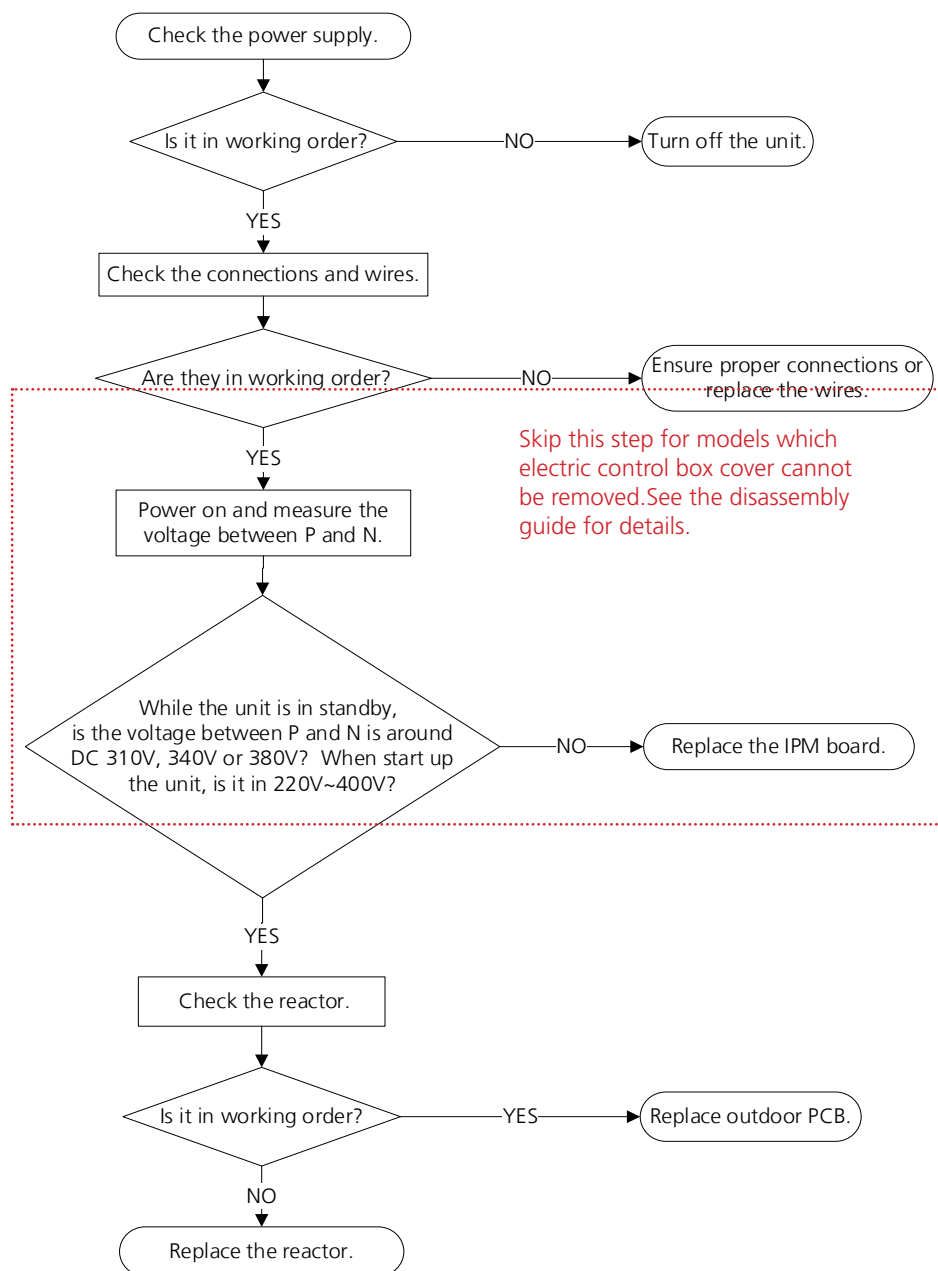 Check the power supply.
Is it in working order?
NO
Turn off the unit.
YES
Check the connections and wires.
Are they in working order?
NO
Ensure proper connections or
replace the wires.
YES
Skip this step for models which
electric control box cover cannot
be removed.See the disassembly
guide for details.
Power on and measure the
voltage between P and N.
While the unit is in standby,
is the voltage between P and N is around
DC 310V, 340V or 380V? When start up
the unit, is it in 220V~400V?
NO
Replace the IPM board.
YES
Check the reactor.
Is it in working order?
YES
Replace outdoor PCB.
NO
Replace the reactor.